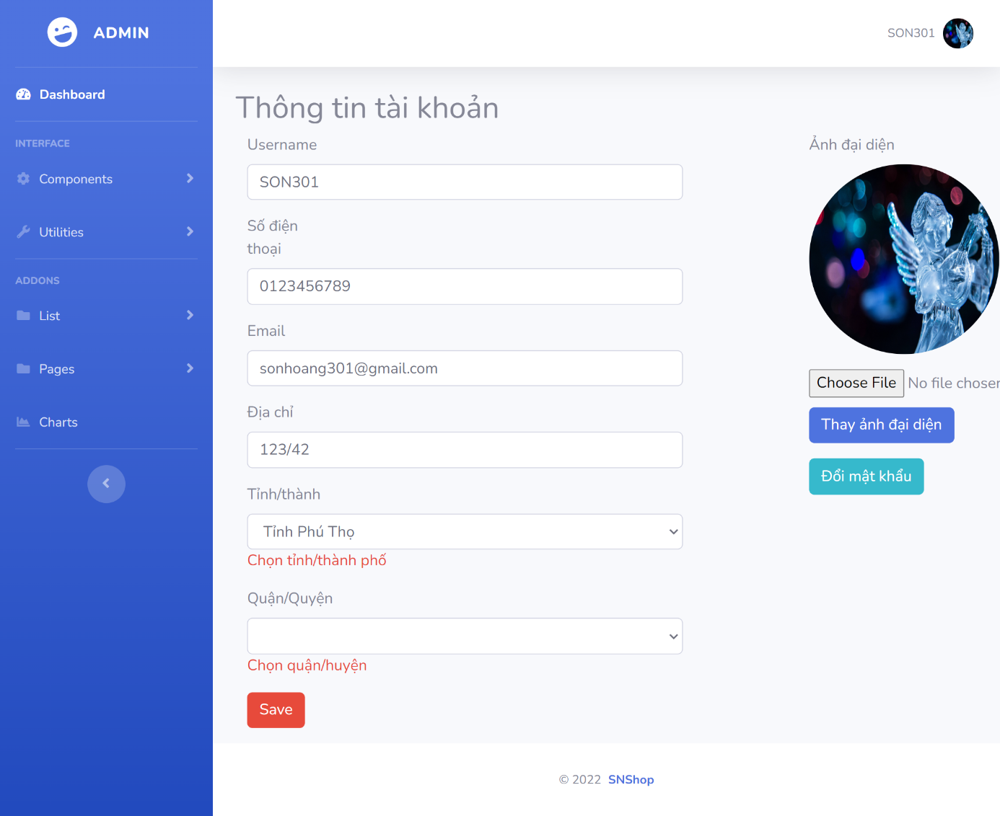 ADMIN
SON301
Dashboard
INTERFACE
Components
Utilities
ADDONS
List
Pages
Charts
Thông tin tài khoản
Username
SON301
Số điện
thoại
0123456789
Email
sonhoang301@gmail.com
Địa chỉ
123/42
Tỉnh/thành
Tỉnh Phú Thọ
Chọn tỉnh/thành phố
Quận/Quyện
Chọn quận/huyện
Save
Ảnh đại diện
Choose File No file chosen
Thay ảnh đại diện
Đổi mật khẩu
© 2022 SNShop